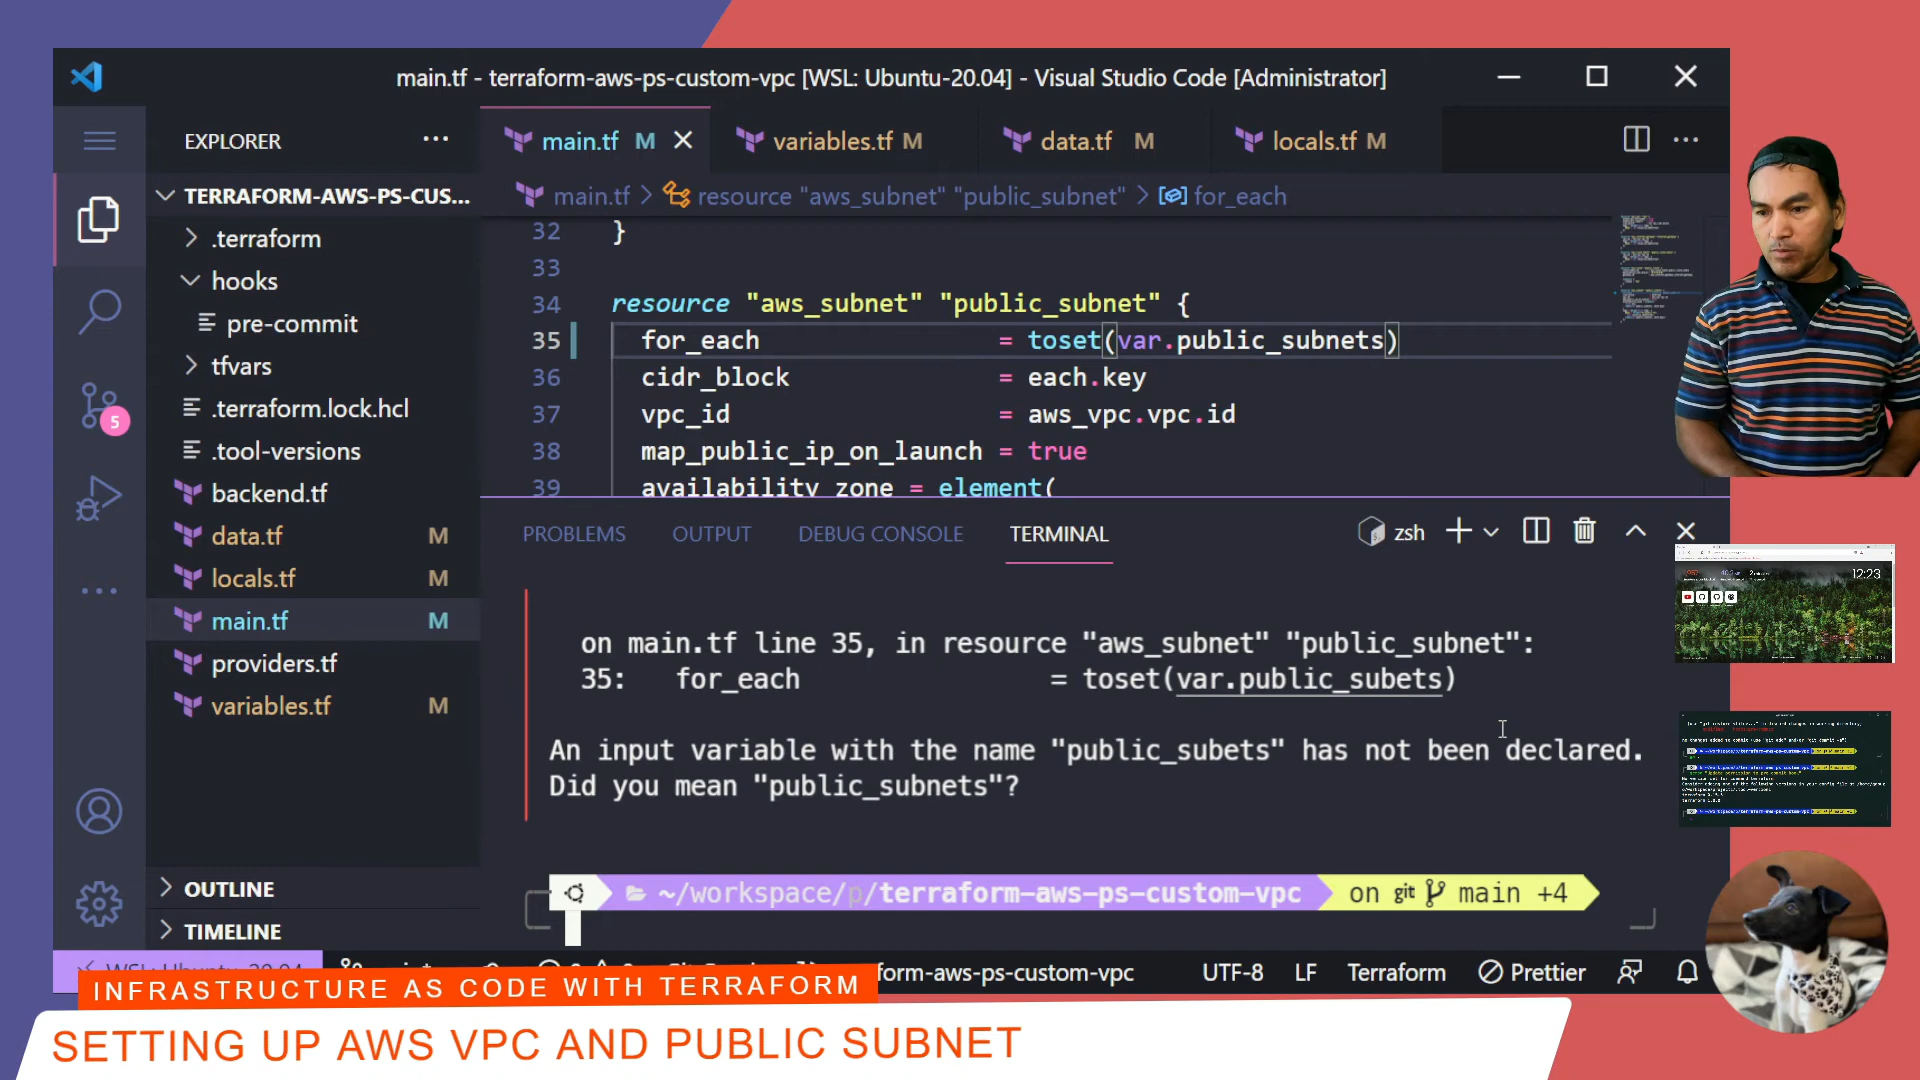 main.tf - terraform-aws-ps-custom-vpc [WSL: Ubuntu-20.04] - Visual Studio Code [Administrator]
EXPLORER
TERRAFORM-AWS-PS-CUS...
.terraform
hooks
pre-commit
tfvars
.terraform.lock.hcl
.tool-versions
backend.tf
data.tf M
locals.tf M
main.tf M
providers.tf
variables.tf M
OUTLINE
TIMELINE
5
main.tf M
variables.tf M
data.tf M
locals.tf M
main.tf > resource "aws_subnet" "public_subnet" > for_each
32 }
33
34 resource "aws_subnet" "public_subnet" {
35 for_each = toset(var.public_subnets)
36 cidr_block = each.key
37 vpc_id = aws_vpc.vpc.id
38 map_public_ip_on_launch = true
39 availability_zone = element(
PROBLEMS OUTPUT DEBUG CONSOLE TERMINAL
zsh
on main.tf line 35, in resource "aws_subnet" "public_subnet":
35: for_each = toset(var.public_subets)
An input variable with the name "public_subets" has not been declared.
Did you mean "public_subnets"?
~/workspace/p/terraform-aws-ps-custom-vpc on git main +4
form-aws-ps-custom-vpc UTF-8 LF Terraform Prettier
12:23
INFRASTRUCTURE AS CODE WITH TERRAFORM
SETTING UP AWS VPC AND PUBLIC SUBNET